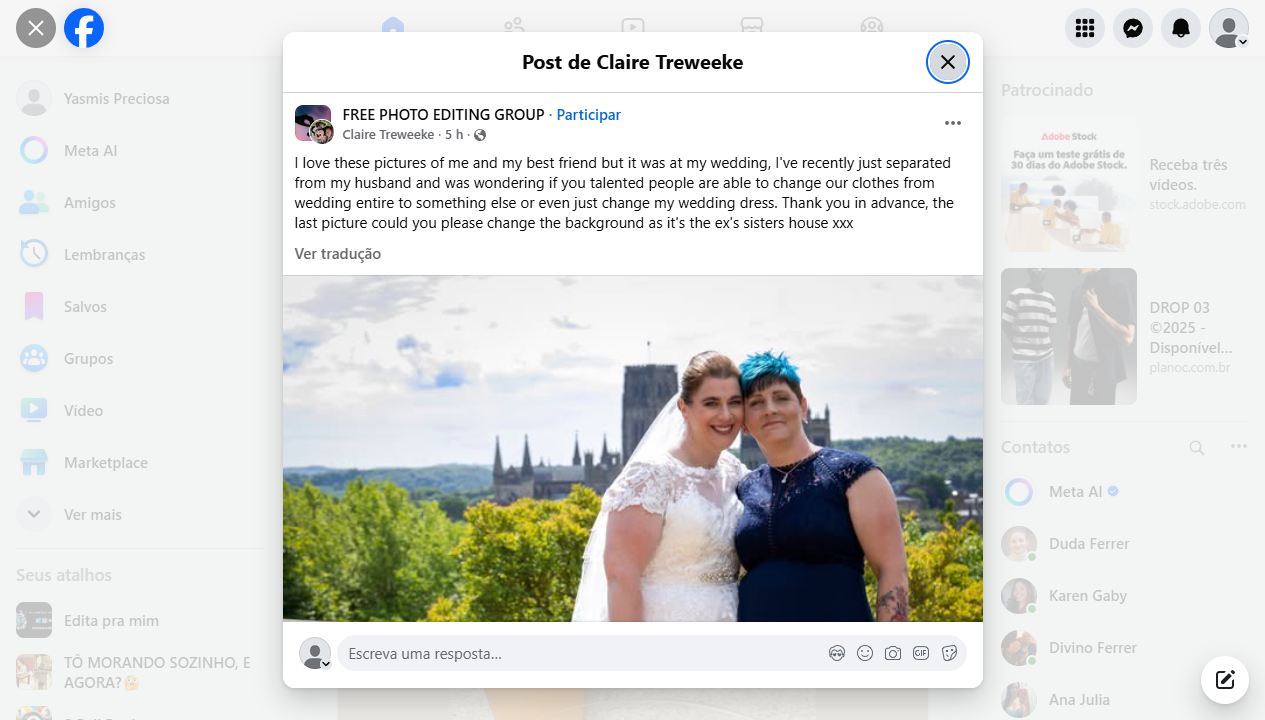 Post de Claire Treweeke
FREE PHOTO EDITING GROUP · Participar
Claire Treweeke · 5 h ·
I love these pictures of me and my best friend but it was at my wedding, I've recently just separated
from my husband and was wondering if you talented people are able to change our clothes from
wedding entire to something else or even just change my wedding dress. Thank you in advance, the
last picture could you please change the background as it's the ex's sisters house xxx
Ver tradução
Escreva uma resposta...
GIF
Yasmis Preciosa
Meta AI
Amigos
Lembranças
Salvos
Grupos
Vídeo
Marketplace
Ver mais
Seus atalhos
Edita pra mim
TÔ MORANDO SOZINHO, E
AGORA?🤔
Patrocinado
Adobe Stock
Faça um teste grátis de
30 dias do Adobe Stock.
Receba três
vídeos.
stock.adobe.com
DROP 03
©2025 -
Disponível...
planoc.com.br
Contatos
Meta AI
Duda Ferrer
Karen Gaby
Divino Ferrer
Ana Julia